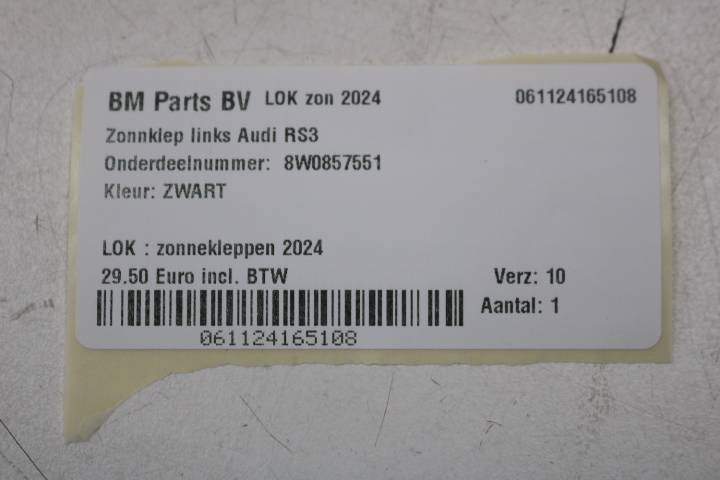 BM Parts BV LOK zon 2024 061124165108
Zonnklep links Audi RS3
Onderdeelnummer: 8W0857551
Kleur: ZWART
LOK : zonnekleppen 2024
29.50 Euro incl. BTW Verz: 10
Aantal: 1
061124165108